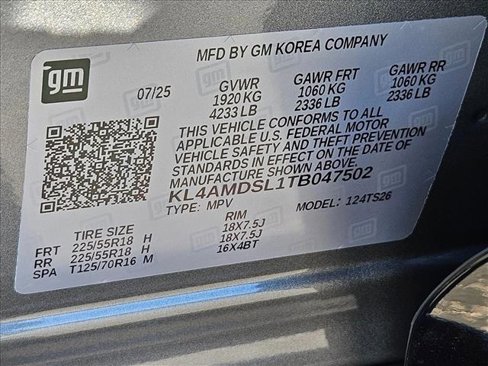 gm
MFD BY GM KOREA COMPANY
07/25 GVWR GAWR FRT GAWR RR
1920 KG 1060 KG 1060 KG
4233 LB 2336 LB 2336 LB
THIS VEHICLE CONFORMS TO ALL
APPLICABLE U.S. FEDERAL MOTOR
VEHICLE SAFETY AND THEFT PREVENTION
STANDARDS IN EFFECT ON THE DATE OF
MANUFACTURE SHOWN ABOVE.
KL4AMDSL1TB047502
TYPE: MPV MODEL: 124TS26
TIRE SIZE RIM
FRT 225/55R18 H 18X7.5J
RR 225/55R18 H 18X7.5J
SPA T125/70R16 M 16X4BT